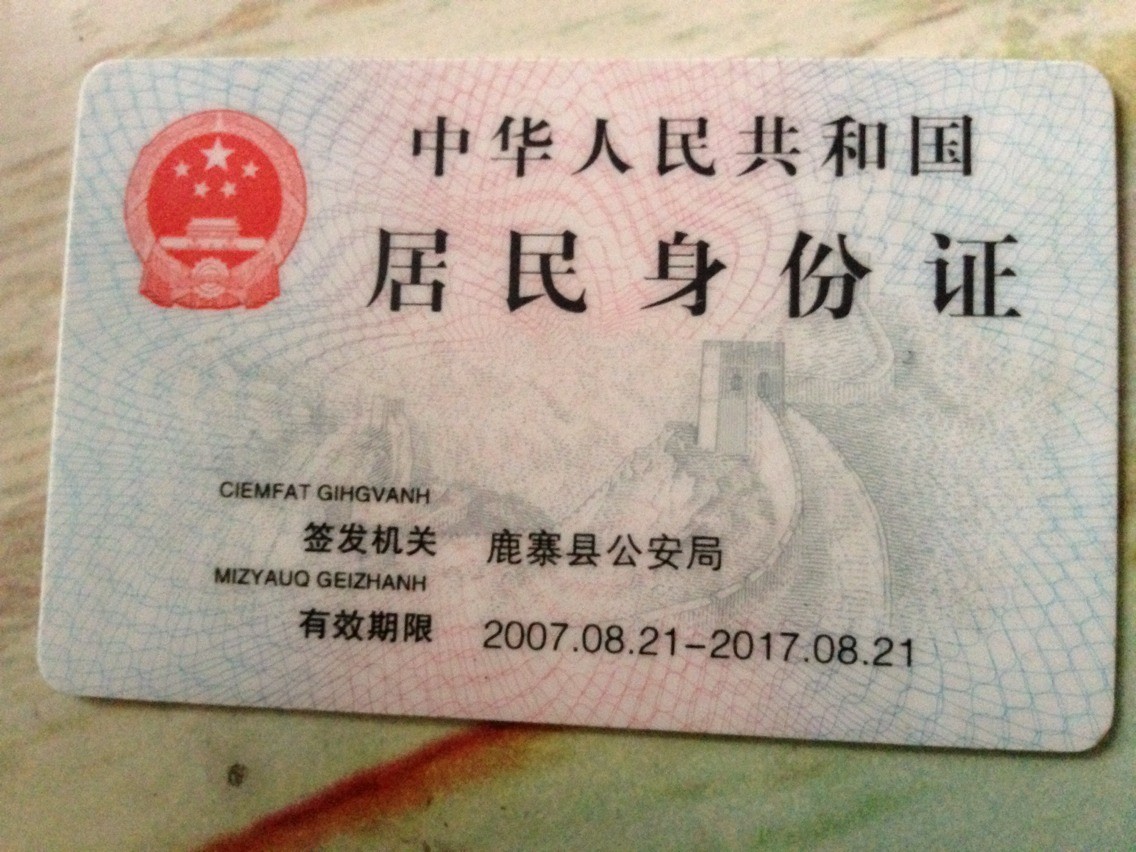 中华人民共和国
居民身份证
CIEMFAT GIHGVANH
签发机关 鹿寨县公安局
MIZYAUQ GEIZHANH
有效期限 2007.08.21-2017.08.21